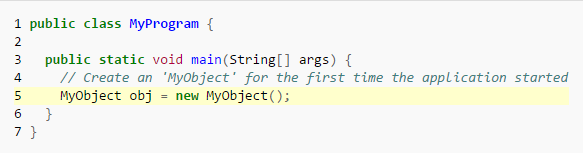 1 public class MyProgram {
2
3   public static void main(String[] args) {
4     // Create an 'MyObject' for the first time the application started
5     MyObject obj = new MyObject();
6   }
7 }